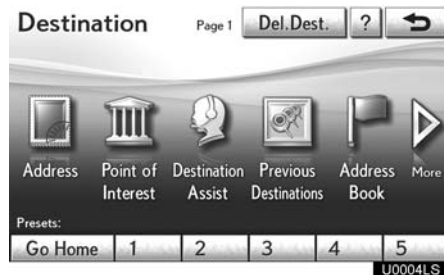 Destination Page 1 Del.Dest. ?
Address Point of Interest Destination Assist Previous Destinations Address Book More
Presets:
Go Home 1 2 3 4 5
U0004LS